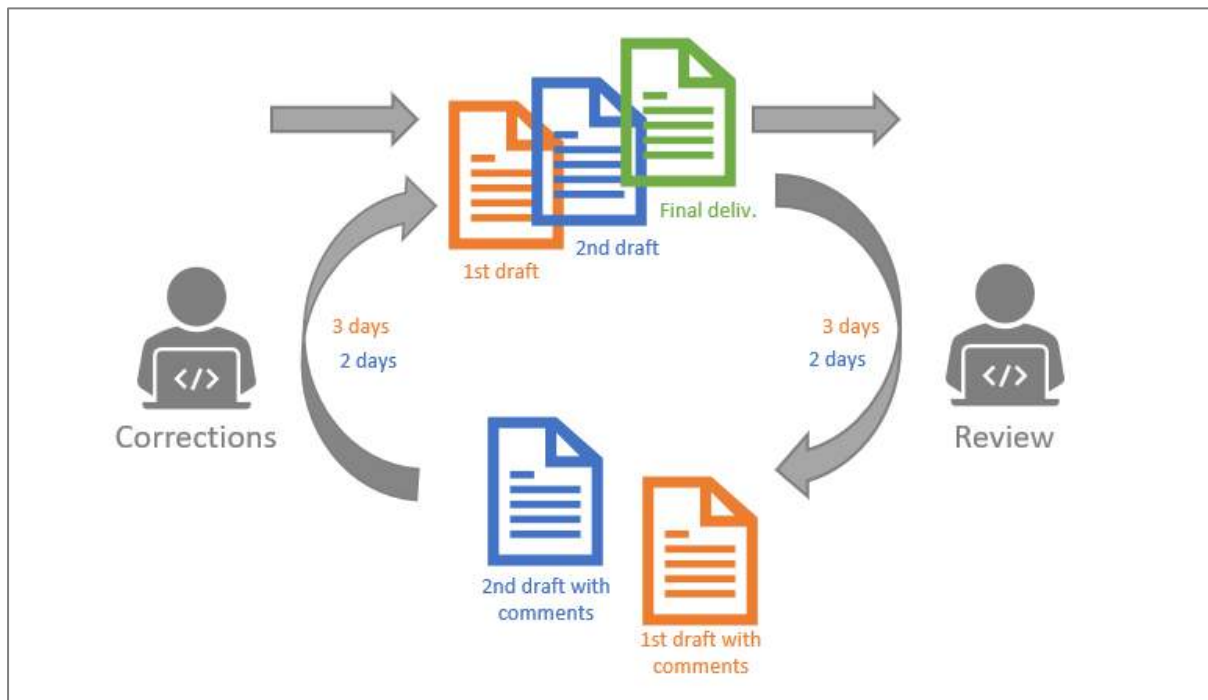 Final deliv.
2nd draft
1st draft
3 days
2 days
3 days
2 days
</>
Corrections
</>
Review
2nd draft with
comments
1st draft with
comments